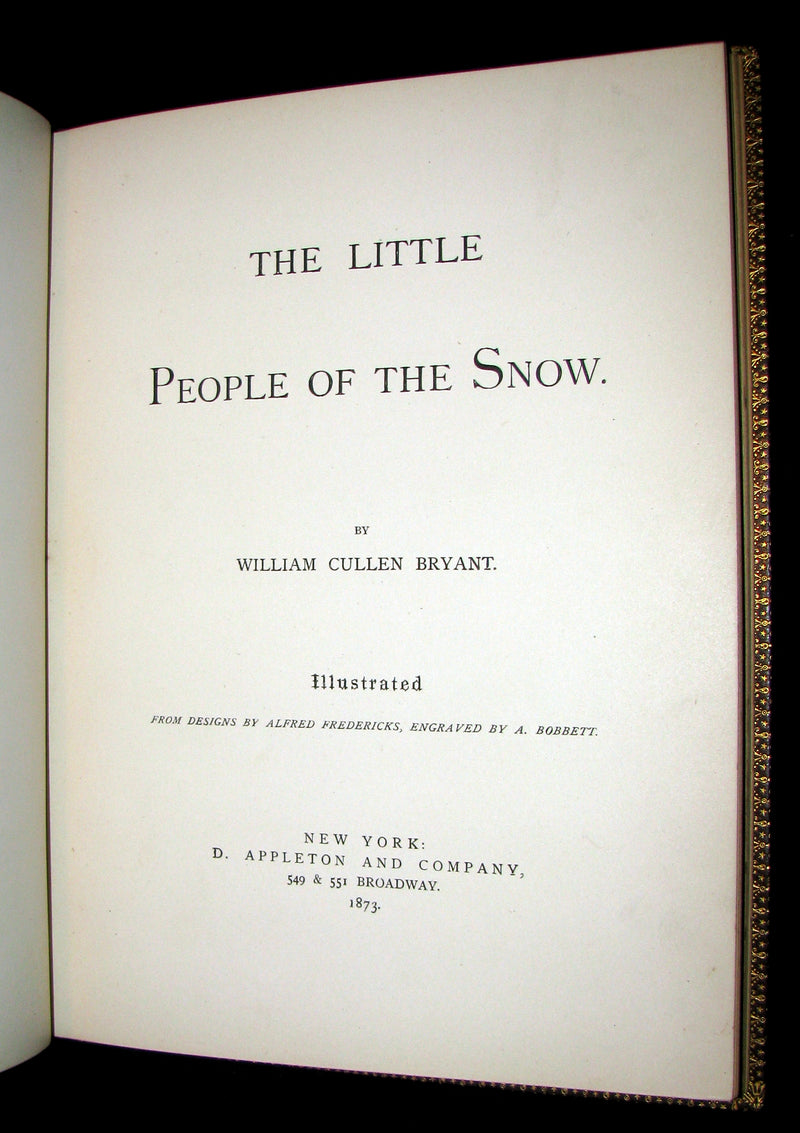 THE LITTLE
PEOPLE OF THE SNOW.
BY
WILLIAM CULLEN BRYANT.
Illustrated
FROM DESIGNS BY ALFRED FREDERICKS, ENGRAVED BY A. BOBBETT.
NEW YORK:
D. APPLETON AND COMPANY,
549 & 551 BROADWAY.
1873.